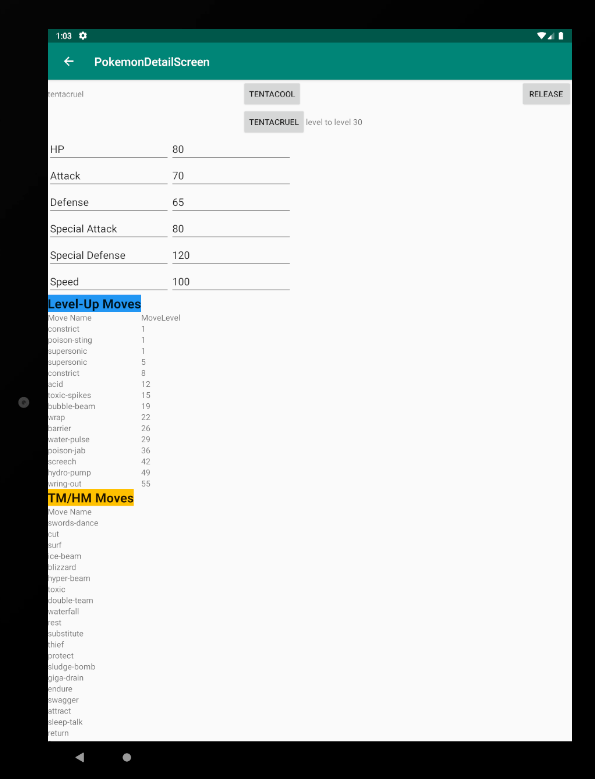 1:03
PokemonDetailScreen
tentacruel TENTACOOL RELEASE
TENTACRUEL level to level 30
HP 80
Attack 70
Defense 65
Special Attack 80
Special Defense 120
Speed 100
Level-Up Moves
Move Name MoveLevel
constrict 1
poison-sting 1
supersonic 1
supersonic 5
constrict 8
acid 12
toxic-spikes 15
bubble-beam 19
wrap 22
barrier 26
water-pulse 29
poison-jab 36
screech 42
hydro-pump 49
wring-out 55
TM/HM Moves
Move Name
swords-dance
cut
surf
ice-beam
blizzard
hyper-beam
toxic
double-team
waterfall
rest
substitute
thief
protect
sludge-bomb
giga-drain
endure
swagger
attract
sleep-talk
return